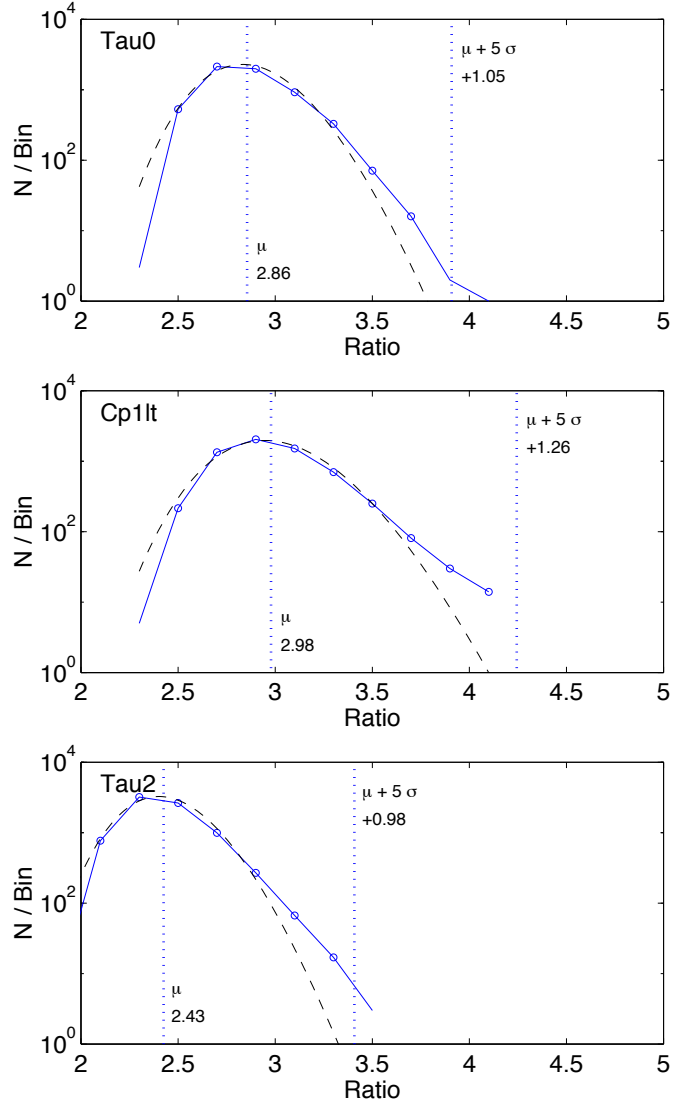 Tau0
10^4
10^2
10^0
N / Bin
μ + 5 σ
+1.05
μ
2.86
2 2.5 3 3.5 4 4.5 5
Ratio
Cp1lt
10^4
10^2
10^0
N / Bin
μ + 5 σ
+1.26
μ
2.98
2 2.5 3 3.5 4 4.5 5
Ratio
Tau2
10^4
10^2
10^0
N / Bin
μ + 5 σ
+0.98
μ
2.43
2 2.5 3 3.5 4 4.5 5
Ratio